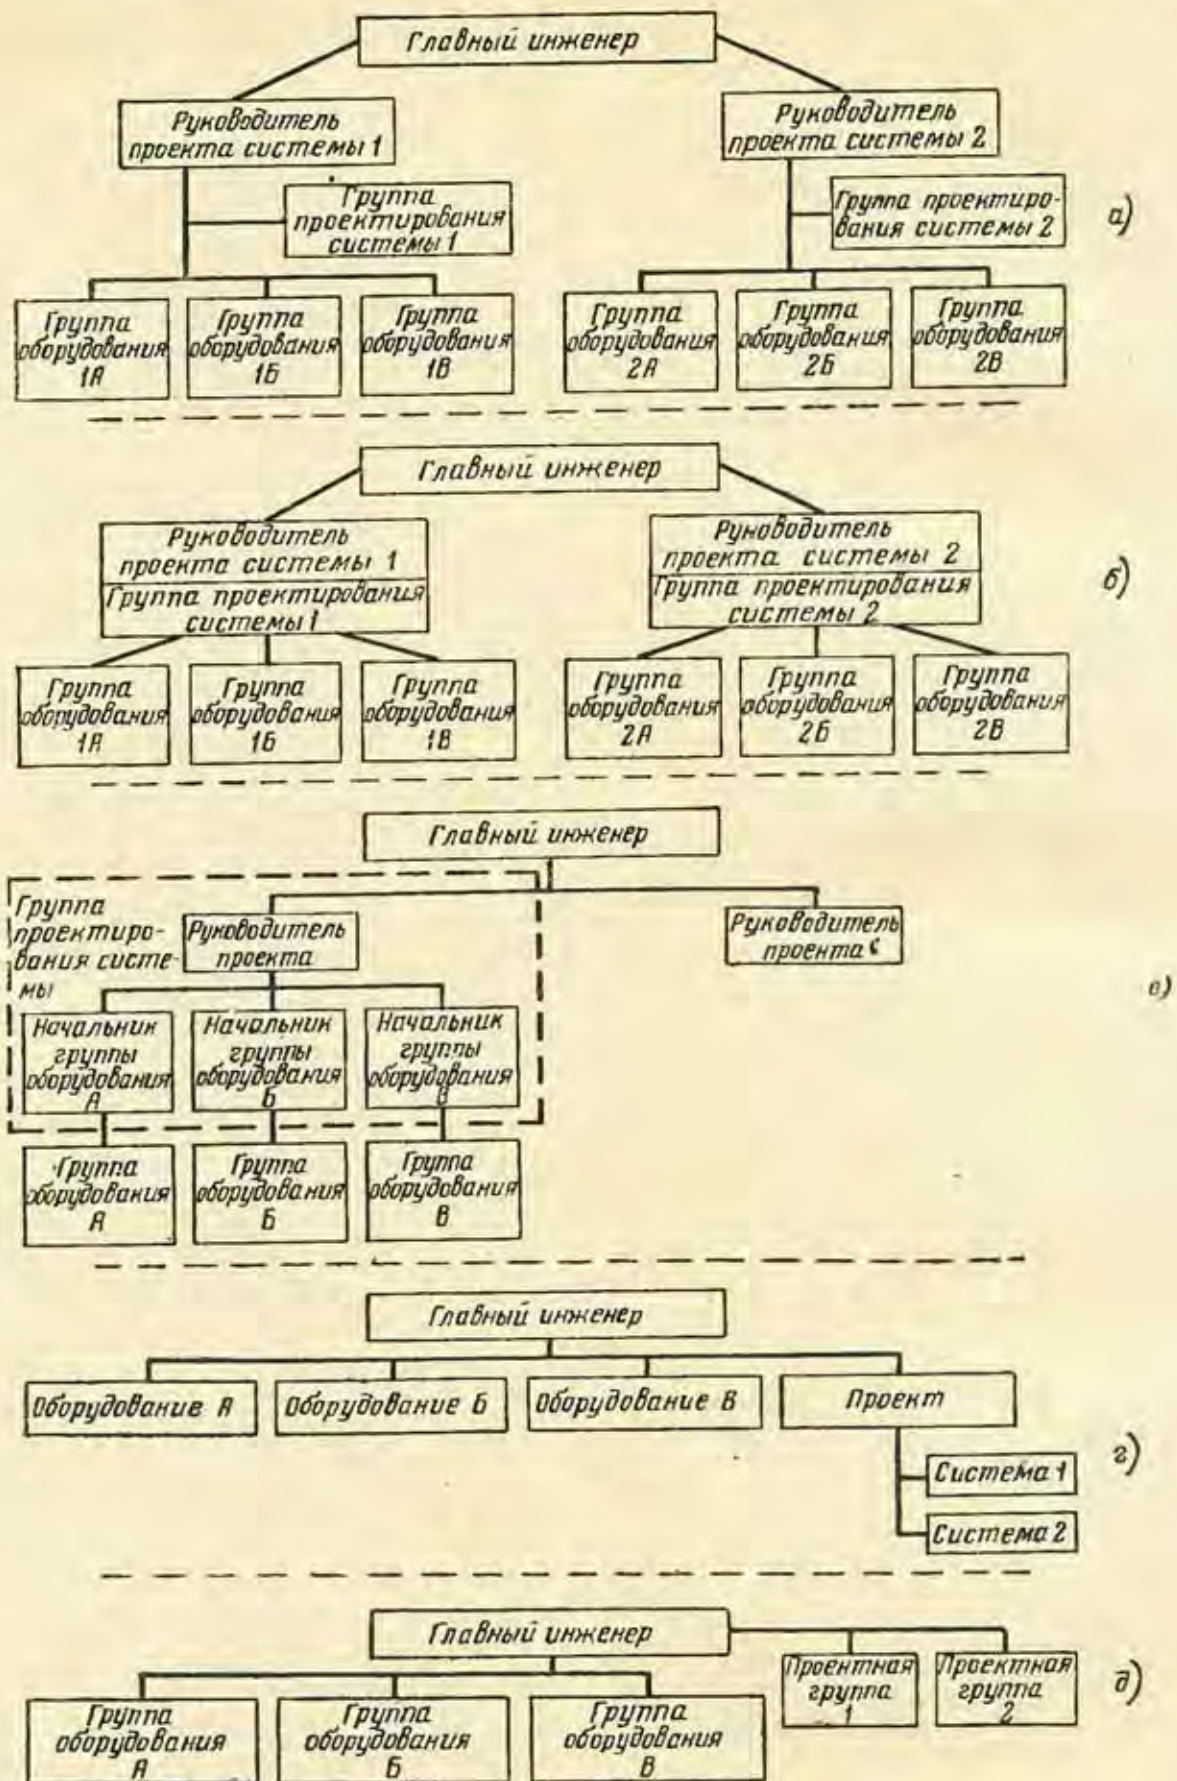 Главный инженер
Руководитель
проекта системы 1
Руководитель
проекта системы 2
Группа
проектирования
системы 1
Группа проектиро-
вания системы 2
а)
Группа
оборудования
1А
Группа
оборудования
1Б
Группа
оборудования
1В
Группа
оборудования
2А
Группа
оборудования
2Б
Группа
оборудования
2В
Главный инженер
Руководитель
проекта системы 1
Группа проектирования
системы 1
Руководитель
проекта системы 2
Группа проектирования
системы 2
б)
Группа
оборудования
1А
Группа
оборудования
1Б
Группа
оборудования
1В
Группа
оборудования
2А
Группа
оборудования
2Б
Группа
оборудования
2В
Главный инженер
Группа
проектиро-
вания систе-
мы
Руководитель
проекта
Руководитель
проекта
в)
Начальник
группы
оборудования
А
Начальник
группы
оборудования
Б
Начальник
группы
оборудования
В
Группа
оборудования
А
Группа
оборудования
Б
Группа
оборудования
В
Главный инженер
Оборудование А
Оборудование Б
Оборудование В
Проект
Система 1
Система 2
г)
Главный инженер
Проектная
группа
1
Проектная
группа
2
д)
Группа
оборудования
А
Группа
оборудования
Б
Группа
оборудования
В